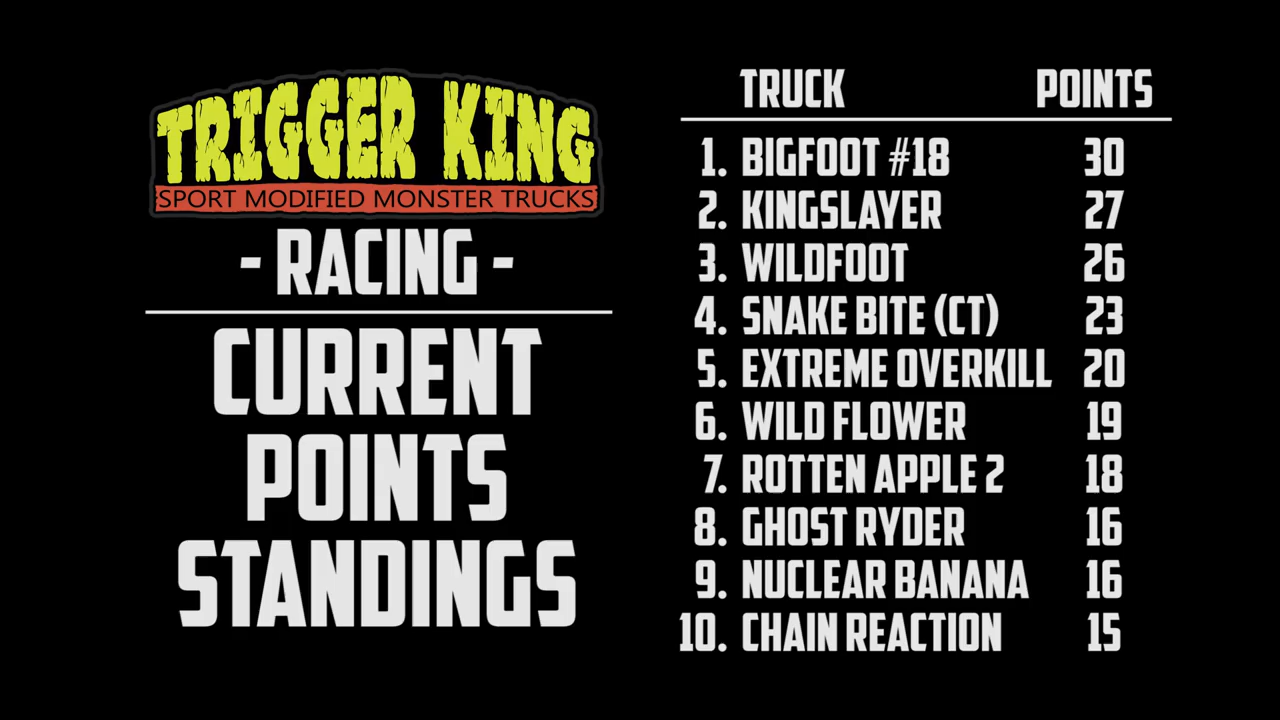 TRIGGER KING
SPORT MODIFIED MONSTER TRUCKS
- RACING -
CURRENT
POINTS
STANDINGS
TRUCK POINTS
1. BIGFOOT #18 30
2. KINGSLAYER 27
3. WILDFOOT 26
4. SNAKE BITE (CT) 23
5. EXTREME OVERKILL 20
6. WILD FLOWER 19
7. ROTTEN APPLE 2 18
8. GHOST RYDER 16
9. NUCLEAR BANANA 16
10. CHAIN REACTION 15